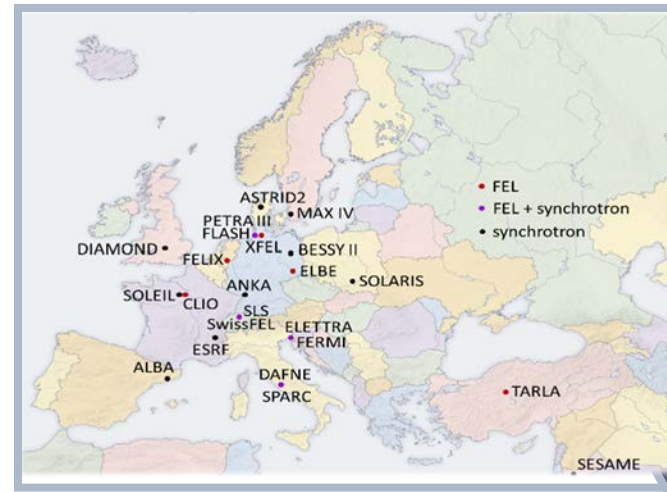 ASTRID2
MAX IV
PETRA III
FLASH
XFEL
DIAMOND
BESSY II
FELIX
ELBE
ANKA
SOLARIS
SOLEIL
CLIO
SLS
SwissFEL
ELETTRA
FERMI
ESRF
ALBA
DAFNE
SPARC
TARLA
SESAME
FEL
FEL + synchrotron
synchrotron